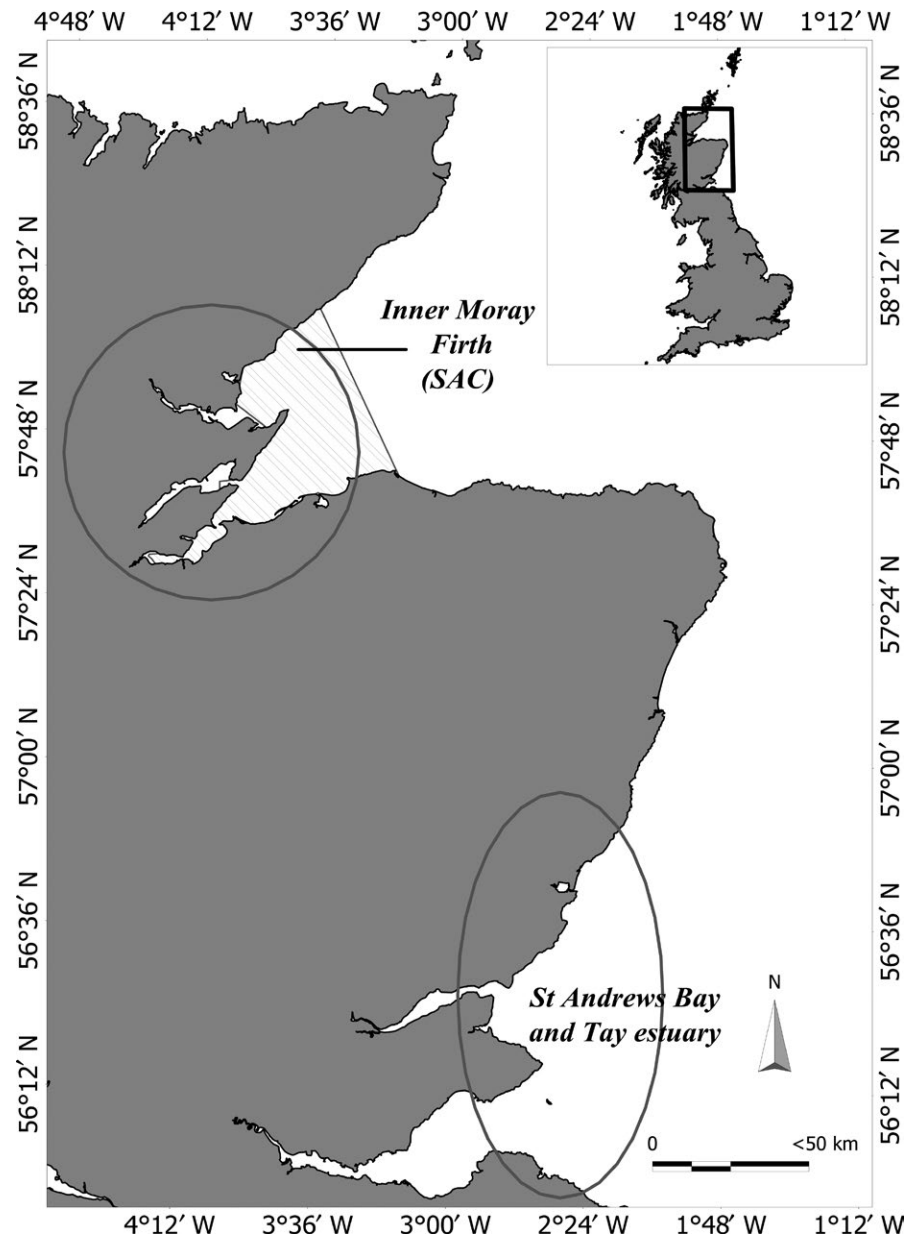 4°48′ W 4°12′ W 3°36′ W 3°00′ W 2°24′ W 1°48′ W 1°12′ W
58°36′ N
58°36′ N
58°12′ N
58°12′ N
Inner Moray
Firth
(SAC)
57°48′ N
57°48′ N
57°24′ N
57°24′ N
57°00′ N
57°00′ N
56°36′ N
56°36′ N
St Andrews Bay
and Tay estuary
N
56°12′ N
56°12′ N
0 <50 km
4°12′ W 3°36′ W 3°00′ W 2°24′ W 1°48′ W 1°12′ W